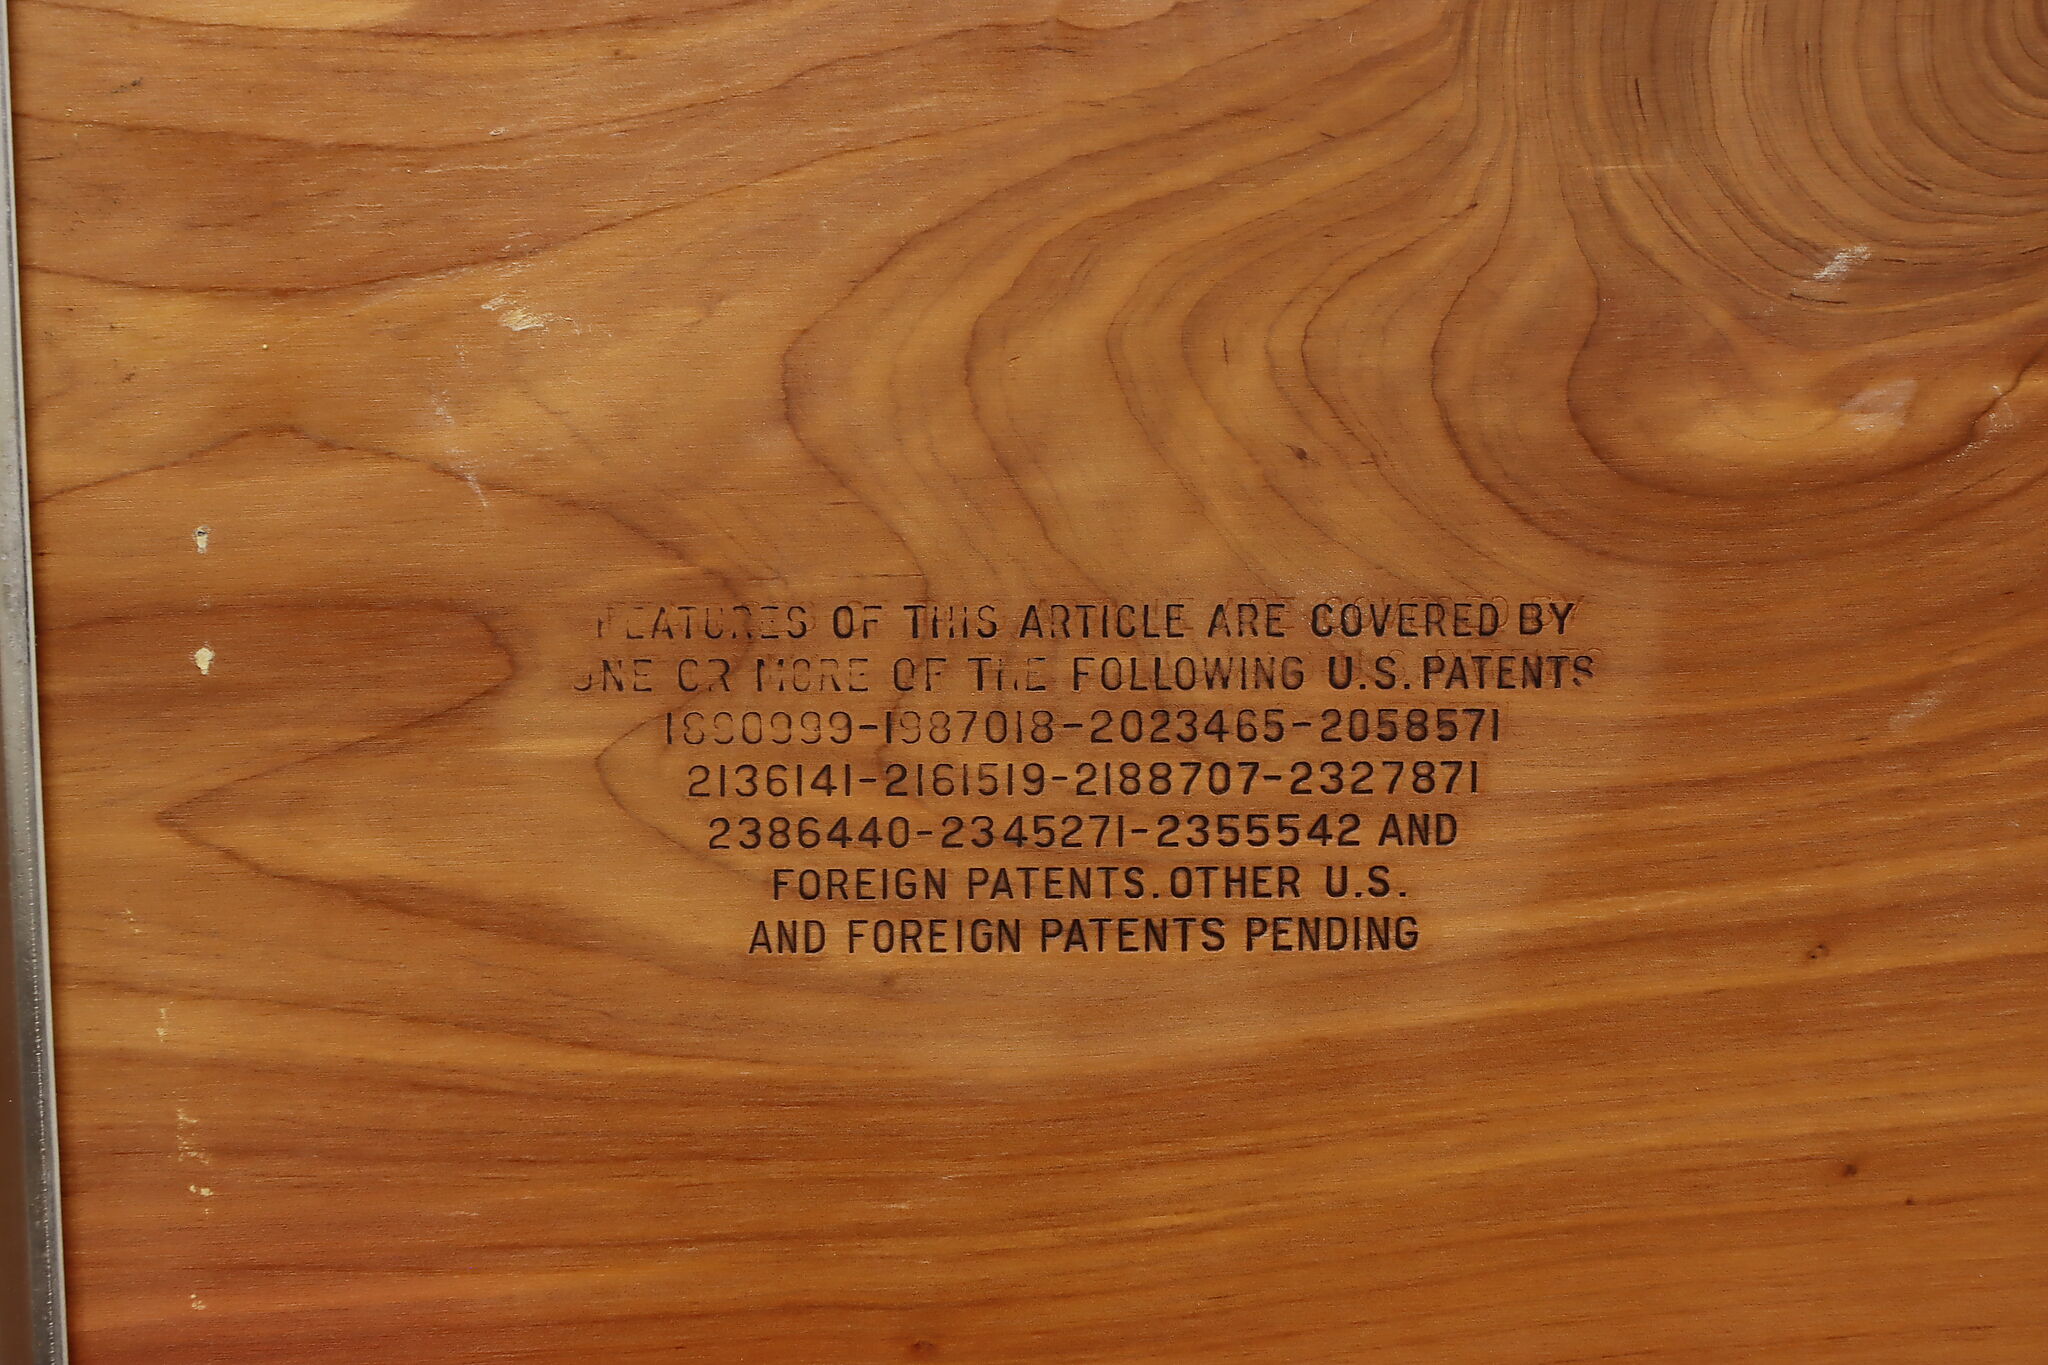 FEATURES OF THIS ARTICLE ARE COVERED BY
ONE OR MORE OF THE FOLLOWING U.S. PATENTS
1890999-1987018-2023465-2058571
2136141-2161519-2188707-2327871
2386440-2345271-2355542 AND
FOREIGN PATENTS. OTHER U.S.
AND FOREIGN PATENTS PENDING